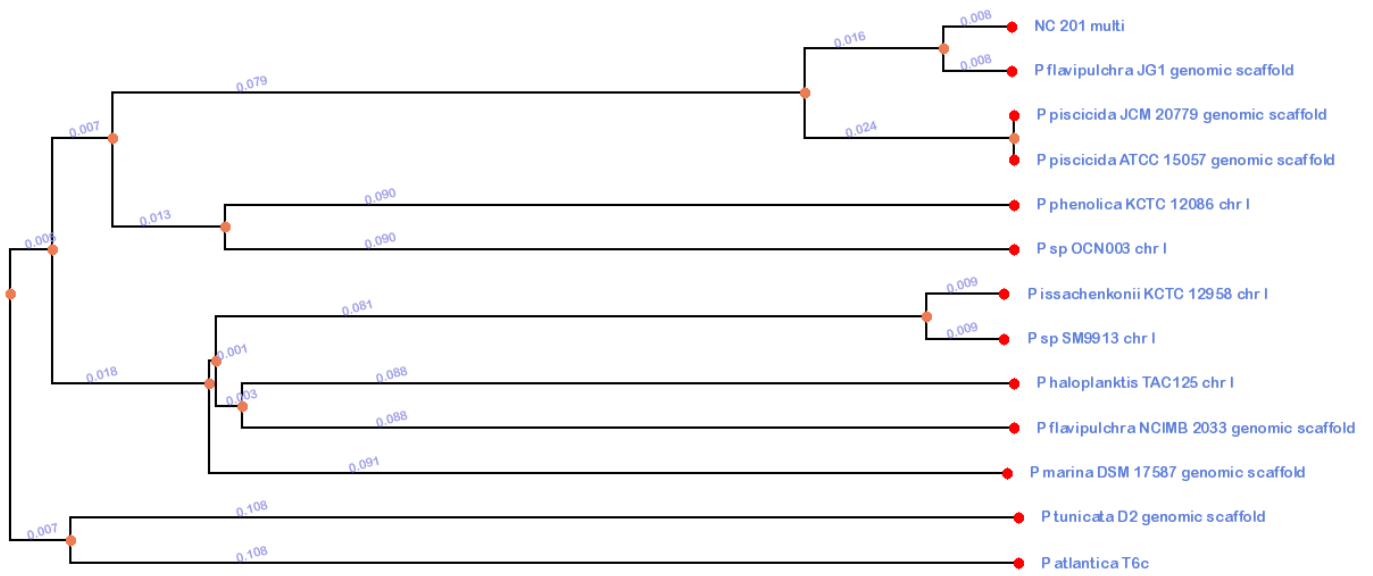 0.008
NC 201 multi
0.016
0.008
P flavipulchra JG1 genomic scaffold
0.079
P piscicida JCM 20779 genomic scaffold
0.007
0.024
P piscicida ATCC 15057 genomic scaffold
0.090
P phenolica KCTC 12086 chr I
0.013
0.090
P sp OCN003 chr I
0.009
P issachenkonii KCTC 12958 chr I
0.081
0.009
P sp SM9913 chr I
0.001
0.018
0.088
P haloplanktis TAC125 chr I
0.003
0.088
P flavipulchra NCIMB 2033 genomic scaffold
0.091
P marina DSM 17587 genomic scaffold
0.108
P tunicata D2 genomic scaffold
0.007
0.108
P atlantica T6c